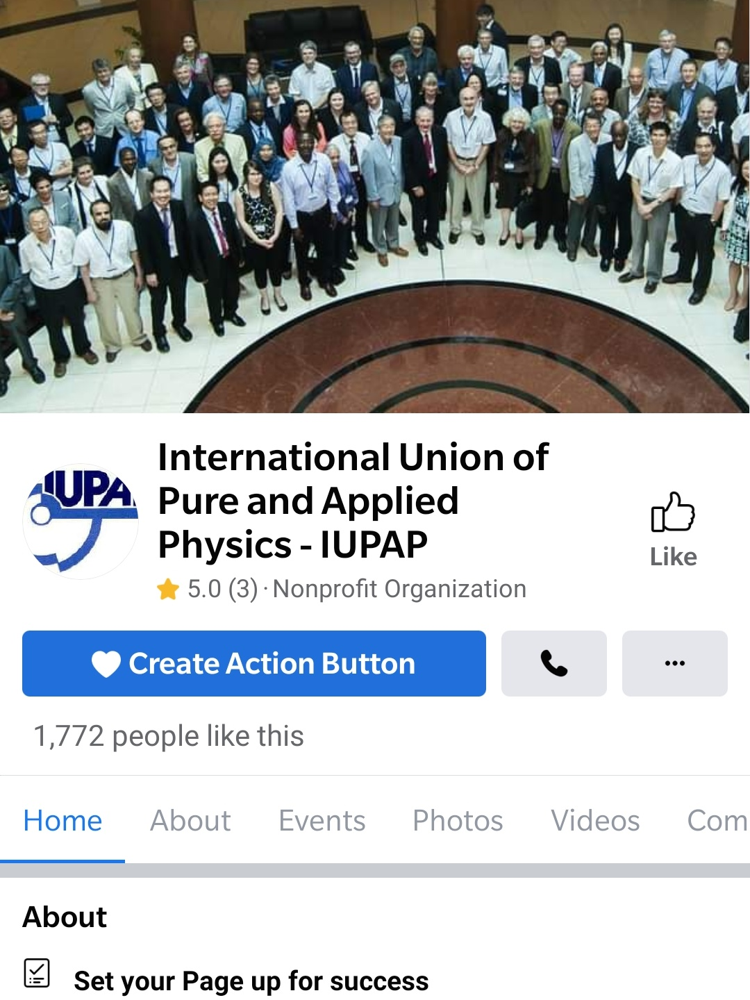 IUPA
International Union of
Pure and Applied
Physics - IUPAP
5.0 (3) · Nonprofit Organization
Like
Create Action Button
1,772 people like this
Home About Events Photos Videos Com
About
Set your Page up for success